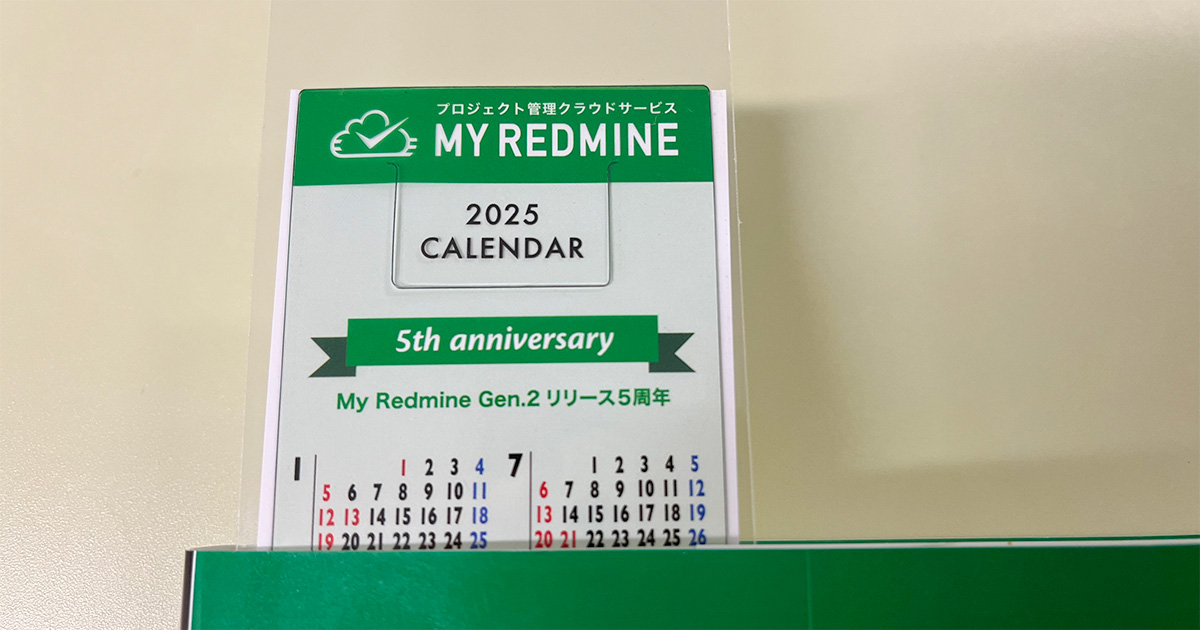 プロジェクト管理クラウドサービス
MY REDMINE
2025
CALENDAR
5th anniversary
My Redmine Gen.2 リリース5周年
1
1 2 3 4
5 6 7 8 9 10 11
12 13 14 15 16 17 18
19 20 21 22 23 24 25
7
1 2 3 4 5
6 7 8 9 10 11 12
13 14 15 16 17 18 19
20 21 22 23 24 25 26